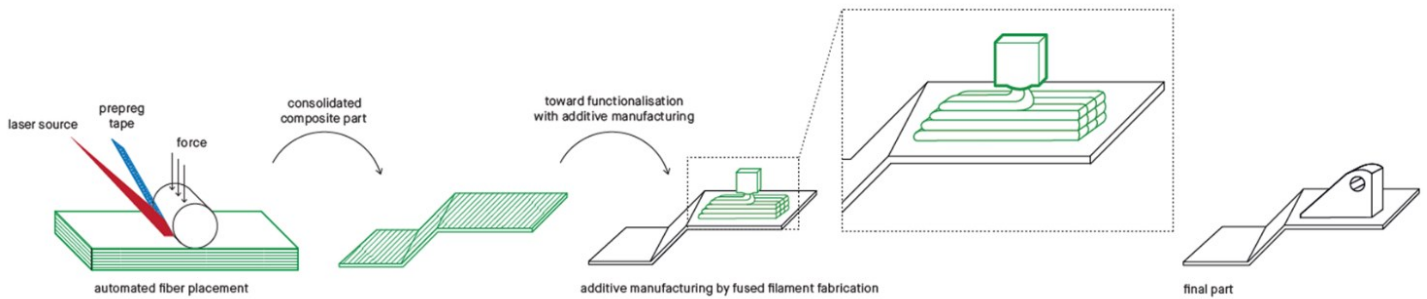 laser source
prepreg
tape
force
consolidated
composite part
toward functionalisation
with additive manufacturing
automated fiber placement
additive manufacturing by fused filament fabrication
final part